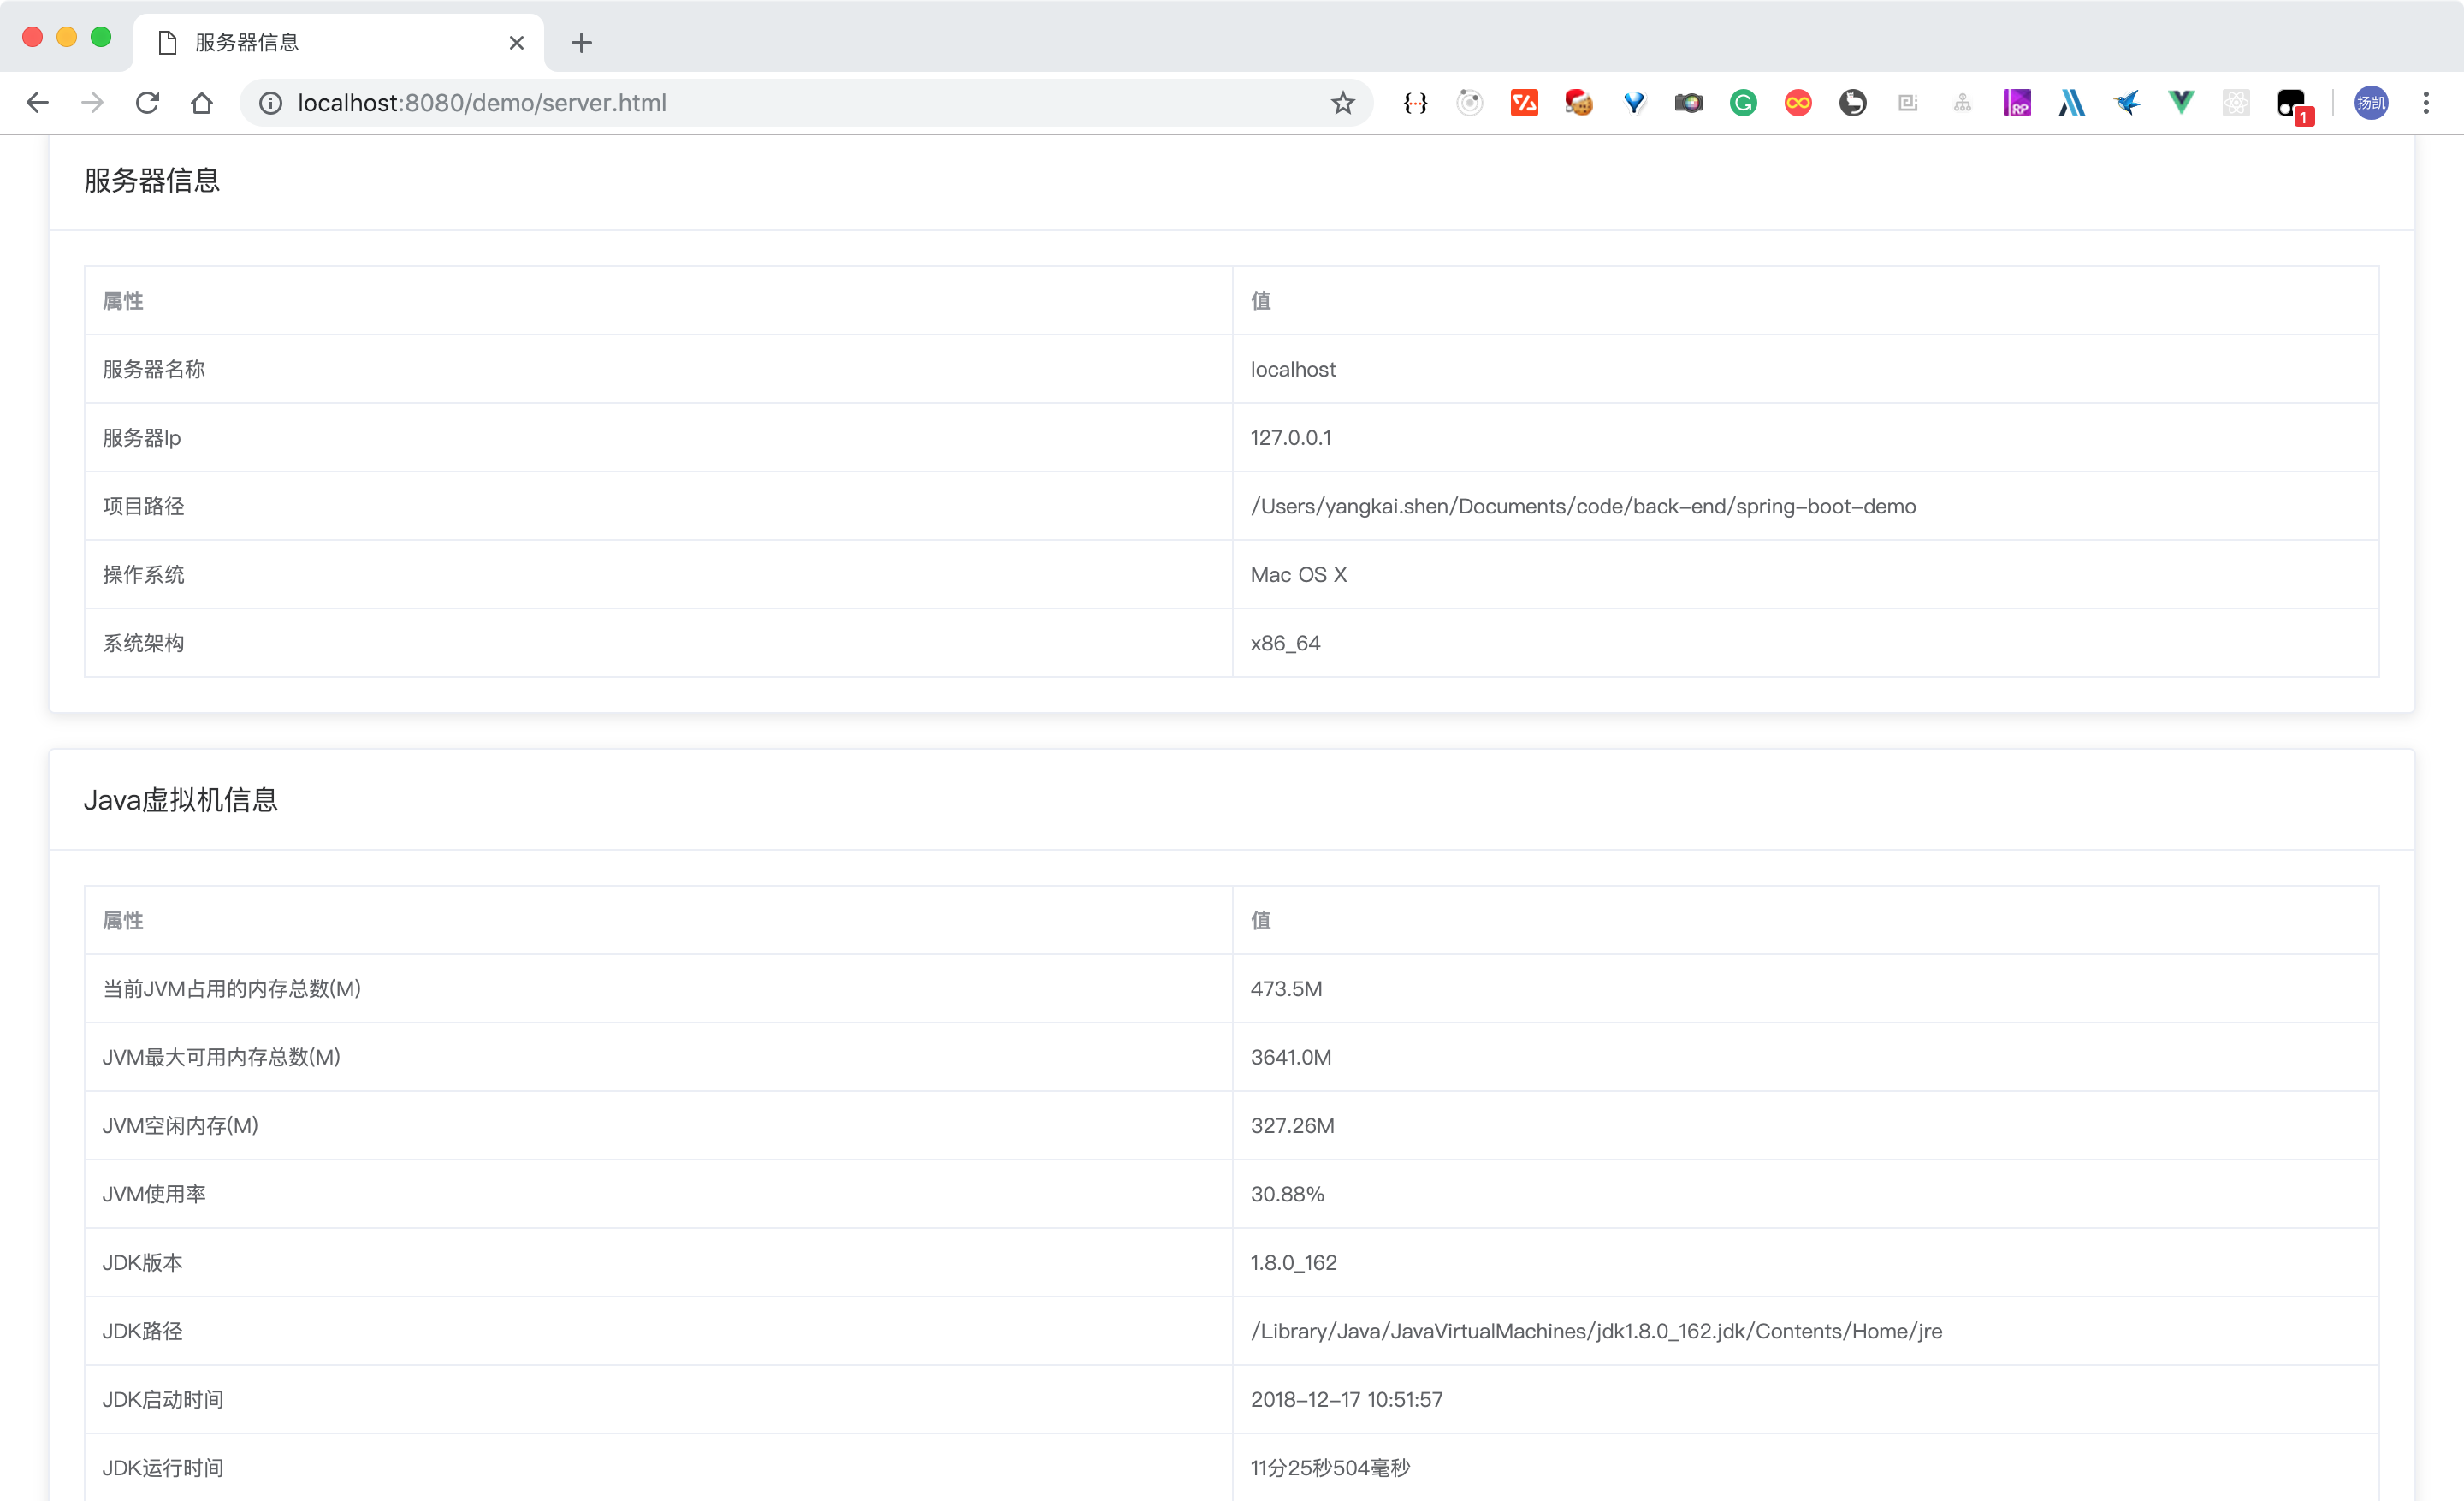 服务器信息
localhost:8080/demo/server.html
RP
1
扬凯
服务器信息
属性 值
服务器名称 localhost
服务器Ip 127.0.0.1
项目路径 /Users/yangkai.shen/Documents/code/back-end/spring-boot-demo
操作系统 Mac OS X
系统架构 x86_64
Java虚拟机信息
属性 值
当前JVM占用的内存总数(M) 473.5M
JVM最大可用内存总数(M) 3641.0M
JVM空闲内存(M) 327.26M
JVM使用率 30.88%
JDK版本 1.8.0_162
JDK路径 /Library/Java/JavaVirtualMachines/jdk1.8.0_162.jdk/Contents/Home/jre
JDK启动时间 2018-12-17 10:51:57
JDK运行时间 11分25秒504毫秒